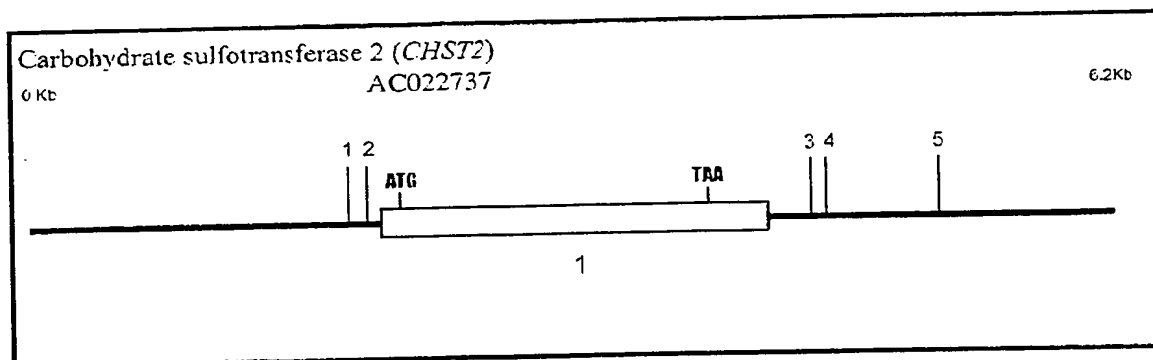 Carbohydrate sulfotransferase 2 (CHST2)
AC022737
0 Kb 6.2Kb
1 2 3 4 5
ATG TAA
1